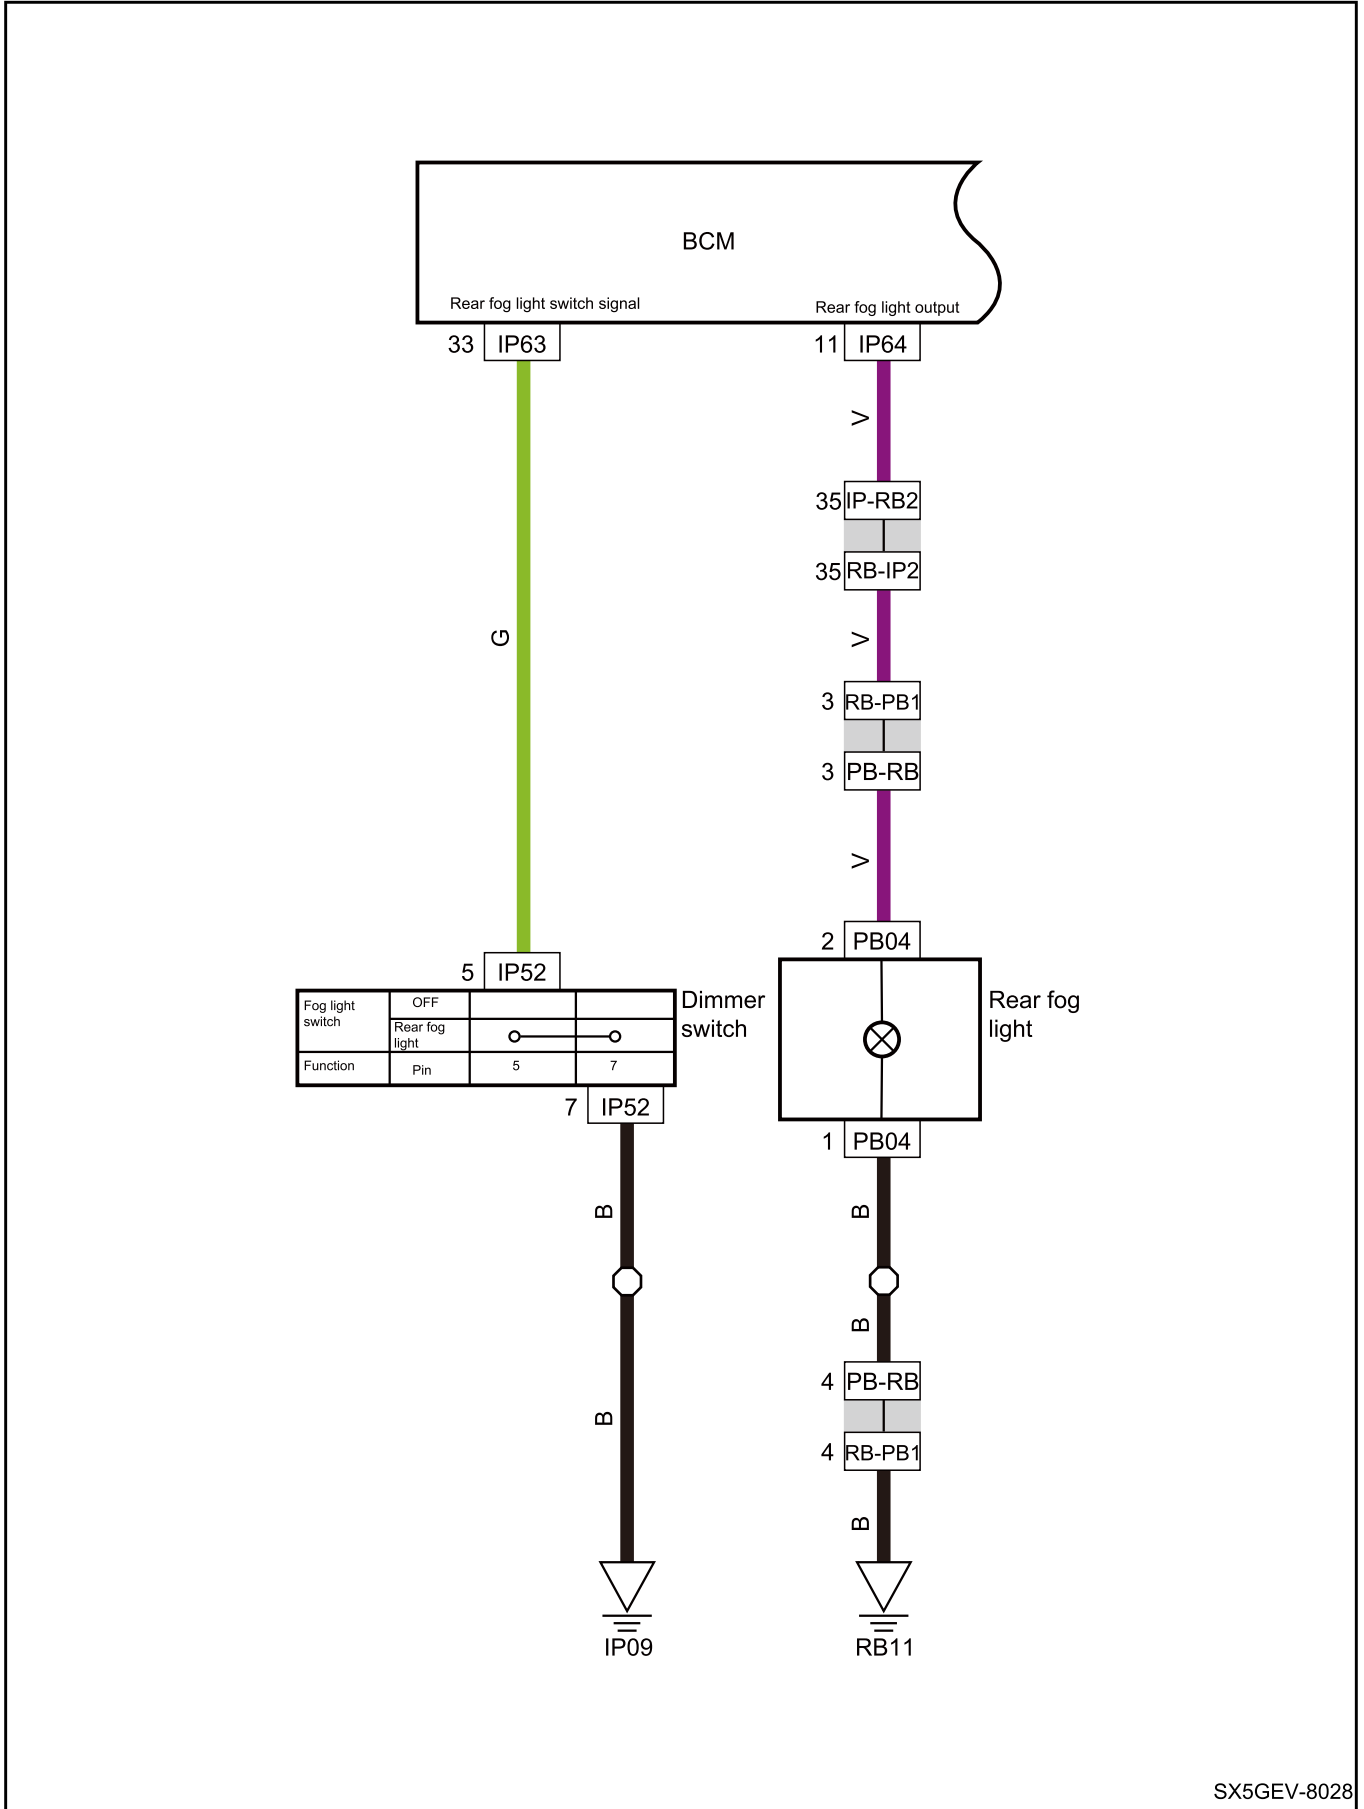 BCM
Rear fog light switch signal
Rear fog light output
33 IP63
11 IP64
V
35 IP-RB2
35 RB-IP2
G
V
3 RB-PB1
3 PB-RB
V
2 PB04
5 IP52
Fog light
switch
OFF
Rear fog
light
Function
Pin
5
7
Dimmer
switch
Rear fog
light
7 IP52
1 PB04
B
B
B
4 PB-RB
B
4 RB-PB1
B
IP09
RB11
SX5GEV-8028